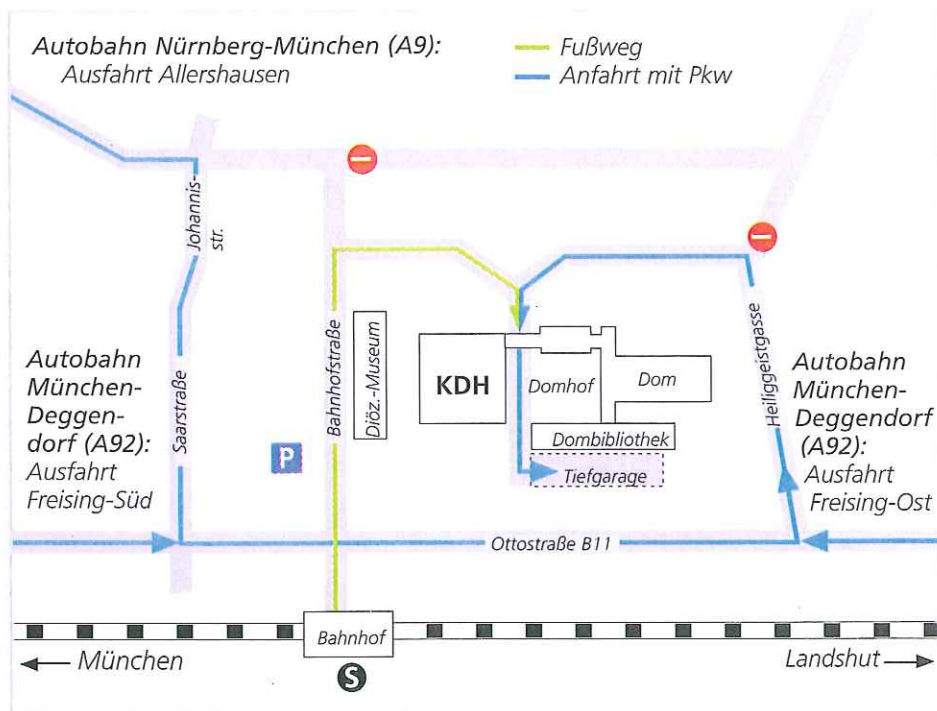 Autobahn Nürnberg-München (A9):
Ausfahrt Allershausen
Fußweg
Anfahrt mit Pkw
Johannis-
str.
Saarstraße
Autobahn
München-
Deggen-
dorf (A92):
Ausfahrt
Freising-Süd
P
Bahnhofstraße
Diöz.-Museum
KDH
Domhof
Dom
Dombibliothek
Tiefgarage
Heiliggeistgasse
Autobahn
München-
Deggendorf
(A92):
Ausfahrt
Freising-Ost
Ottostraße B11
Bahnhof
S
München
Landshut